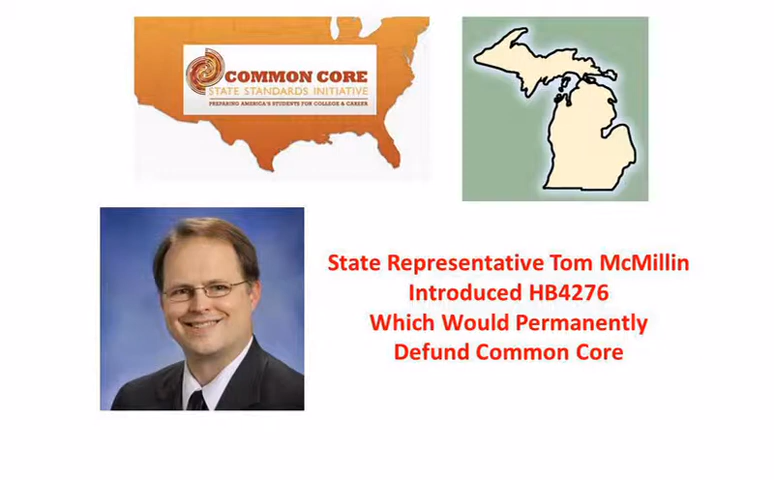 COMMON CORE
STATE STANDARDS INITIATIVE
PREPARING AMERICA'S STUDENTS FOR COLLEGE & CAREER
State Representative Tom McMillin
Introduced HB4276
Which Would Permanently
Defund Common Core